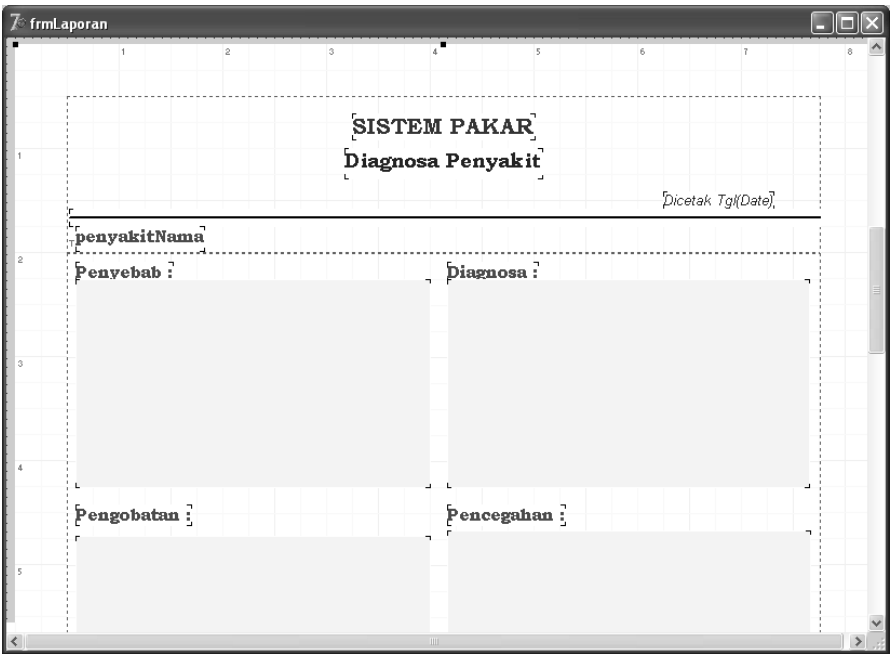 frmLaporan
1 2 3 4 5 6 7 8
SISTEM PAKAR
1
Diagnosa Penyakit
Dicetak Tgl(Date)
penyakitNama
2
Penyebab : Diagnosa :
3
4
Pengobatan : Pencegahan :
5